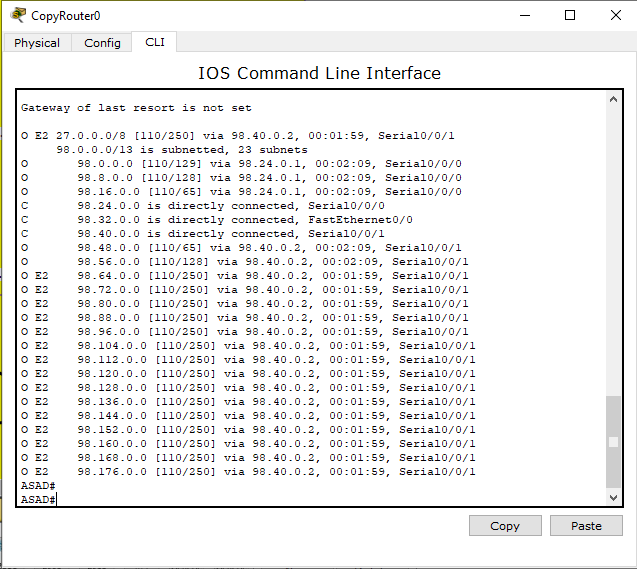 CopyRouter0
Physical Config CLI
IOS Command Line Interface
Gateway of last resort is not set
O E2 27.0.0.0/8 [110/250] via 98.40.0.2, 00:01:59, Serial0/0/1
98.0.0.0/13 is subnetted, 23 subnets
O 98.0.0.0 [110/129] via 98.24.0.1, 00:02:09, Serial0/0/0
O 98.8.0.0 [110/128] via 98.24.0.1, 00:02:09, Serial0/0/0
O 98.16.0.0 [110/65] via 98.24.0.1, 00:02:09, Serial0/0/0
C 98.24.0.0 is directly connected, Serial0/0/0
C 98.32.0.0 is directly connected, FastEthernet0/0
C 98.40.0.0 is directly connected, Serial0/0/1
O 98.48.0.0 [110/65] via 98.40.0.2, 00:02:09, Serial0/0/1
O 98.56.0.0 [110/128] via 98.40.0.2, 00:02:09, Serial0/0/1
O E2 98.64.0.0 [110/250] via 98.40.0.2, 00:01:59, Serial0/0/1
O E2 98.72.0.0 [110/250] via 98.40.0.2, 00:01:59, Serial0/0/1
O E2 98.80.0.0 [110/250] via 98.40.0.2, 00:01:59, Serial0/0/1
O E2 98.88.0.0 [110/250] via 98.40.0.2, 00:01:59, Serial0/0/1
O E2 98.96.0.0 [110/250] via 98.40.0.2, 00:01:59, Serial0/0/1
O E2 98.104.0.0 [110/250] via 98.40.0.2, 00:01:59, Serial0/0/1
O E2 98.112.0.0 [110/250] via 98.40.0.2, 00:01:59, Serial0/0/1
O E2 98.120.0.0 [110/250] via 98.40.0.2, 00:01:59, Serial0/0/1
O E2 98.128.0.0 [110/250] via 98.40.0.2, 00:01:59, Serial0/0/1
O E2 98.136.0.0 [110/250] via 98.40.0.2, 00:01:59, Serial0/0/1
O E2 98.144.0.0 [110/250] via 98.40.0.2, 00:01:59, Serial0/0/1
O E2 98.152.0.0 [110/250] via 98.40.0.2, 00:01:59, Serial0/0/1
O E2 98.160.0.0 [110/250] via 98.40.0.2, 00:01:59, Serial0/0/1
O E2 98.168.0.0 [110/250] via 98.40.0.2, 00:01:59, Serial0/0/1
O E2 98.176.0.0 [110/250] via 98.40.0.2, 00:01:59, Serial0/0/1
ASAD#
ASAD#
Copy Paste